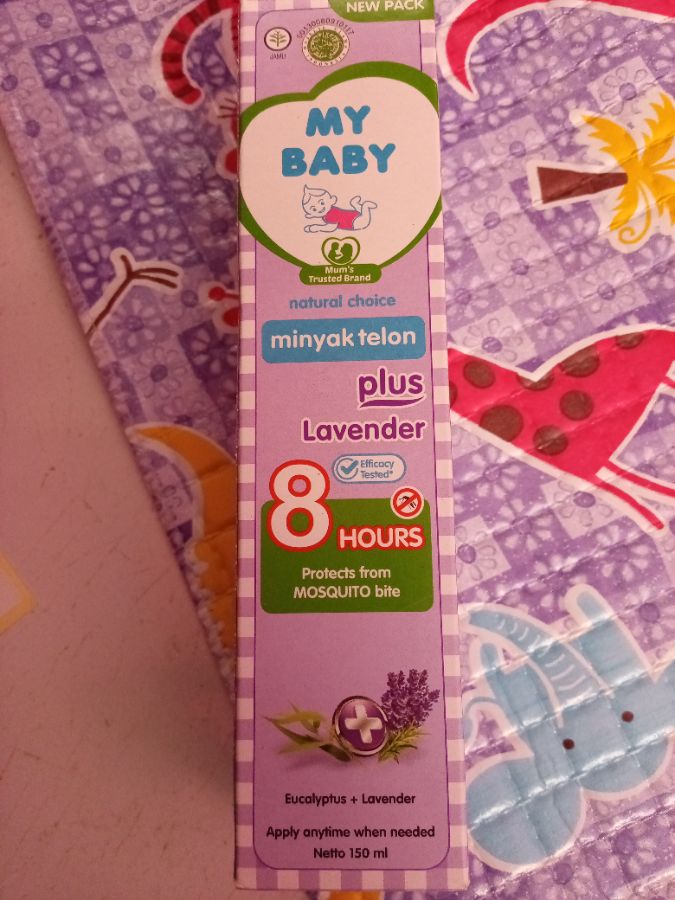 NEW PACK
JAMU
MY
BABY
Mum's
Trusted Brand
natural choice
minyak telon
plus
Lavender
Efficacy
Tested*
8
HOURS
Protects from
MOSQUITO bite
Eucalyptus + Lavender
Apply anytime when needed
Netto 150 ml